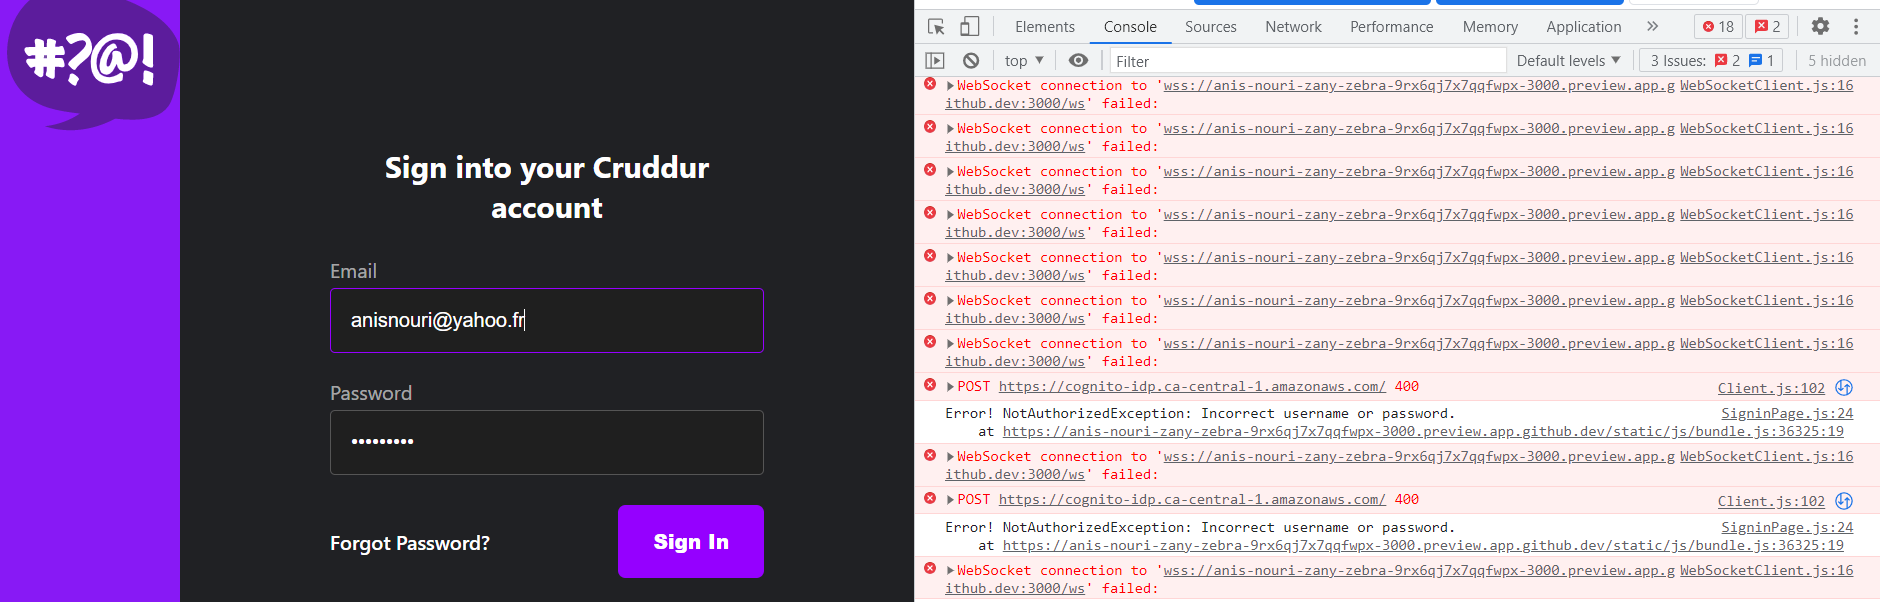 #?@!
Sign into your Cruddur
account
Email
anisnouri@yahoo.fr
Password
•••••••••
Forgot Password?
Sign In
Elements Console Sources Network Performance Memory Application » 18 2
top ▼ Filter Default levels ▼ 3 Issues: 2 1 5 hidden
▶WebSocket connection to 'wss://anis-nouri-zany-zebra-9rx6qj7x7qqfwpx-3000.preview.app.g WebSocketClient.js:16
ithub.dev:3000/ws' failed:
▶WebSocket connection to 'wss://anis-nouri-zany-zebra-9rx6qj7x7qqfwpx-3000.preview.app.g WebSocketClient.js:16
ithub.dev:3000/ws' failed:
▶WebSocket connection to 'wss://anis-nouri-zany-zebra-9rx6qj7x7qqfwpx-3000.preview.app.g WebSocketClient.js:16
ithub.dev:3000/ws' failed:
▶WebSocket connection to 'wss://anis-nouri-zany-zebra-9rx6qj7x7qqfwpx-3000.preview.app.g WebSocketClient.js:16
ithub.dev:3000/ws' failed:
▶WebSocket connection to 'wss://anis-nouri-zany-zebra-9rx6qj7x7qqfwpx-3000.preview.app.g WebSocketClient.js:16
ithub.dev:3000/ws' failed:
▶WebSocket connection to 'wss://anis-nouri-zany-zebra-9rx6qj7x7qqfwpx-3000.preview.app.g WebSocketClient.js:16
ithub.dev:3000/ws' failed:
▶WebSocket connection to 'wss://anis-nouri-zany-zebra-9rx6qj7x7qqfwpx-3000.preview.app.g WebSocketClient.js:16
ithub.dev:3000/ws' failed:
▶POST https://cognito-idp.ca-central-1.amazonaws.com/ 400 Client.js:102
Error! NotAuthorizedException: Incorrect username or password. SigninPage.js:24
at https://anis-nouri-zany-zebra-9rx6qj7x7qqfwpx-3000.preview.app.github.dev/static/js/bundle.js:36325:19
▶WebSocket connection to 'wss://anis-nouri-zany-zebra-9rx6qj7x7qqfwpx-3000.preview.app.g WebSocketClient.js:16
ithub.dev:3000/ws' failed:
▶POST https://cognito-idp.ca-central-1.amazonaws.com/ 400 Client.js:102
Error! NotAuthorizedException: Incorrect username or password. SigninPage.js:24
at https://anis-nouri-zany-zebra-9rx6qj7x7qqfwpx-3000.preview.app.github.dev/static/js/bundle.js:36325:19
▶WebSocket connection to 'wss://anis-nouri-zany-zebra-9rx6qj7x7qqfwpx-3000.preview.app.g WebSocketClient.js:16
ithub.dev:3000/ws' failed: